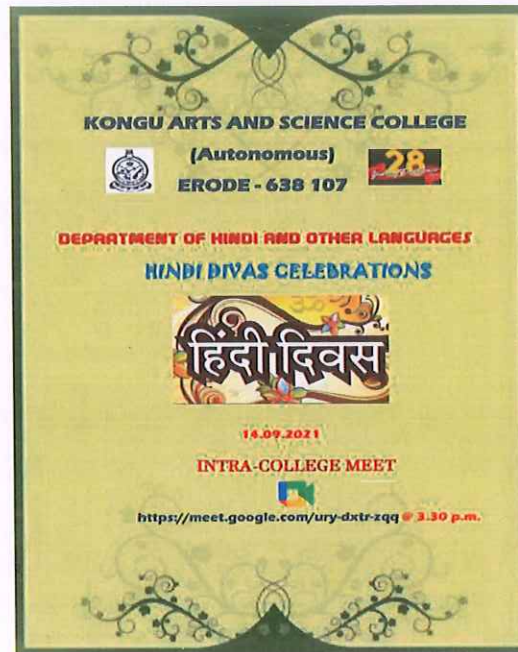 KONGU ARTS AND SCIENCE COLLEGE
(Autonomous)
28
ERODE - 638 107
DEPARTMENT OF HINDI AND OTHER LANGUAGES
HINDI DIVAS CELEBRATIONS
हिंदी दिवस
14.09.2021
INTRA-COLLEGE MEET
https://meet.google.com/ury-dxtr-zqq @ 3.30 p.m.